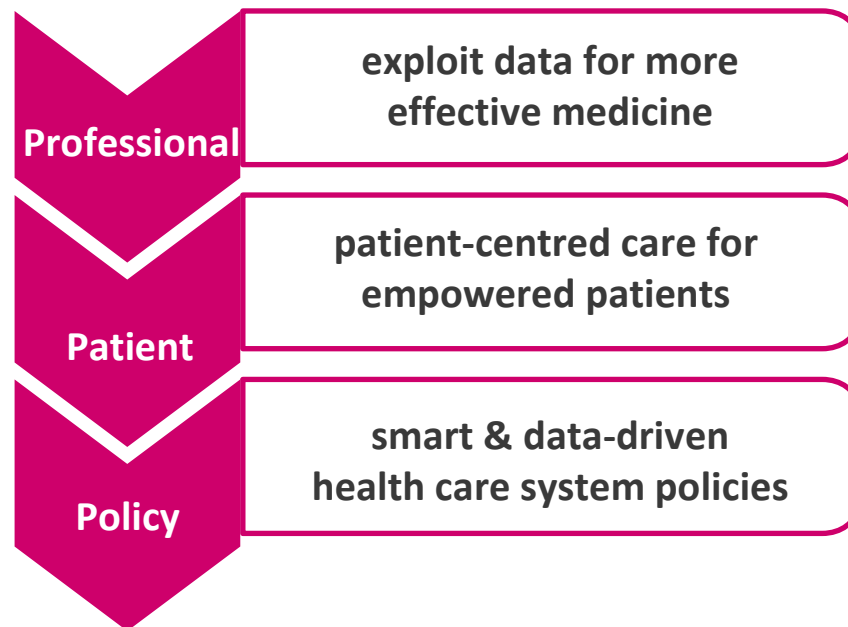 Professional
exploit data for more
effective medicine
Patient
patient-centred care for
empowered patients
Policy
smart & data-driven
health care system policies